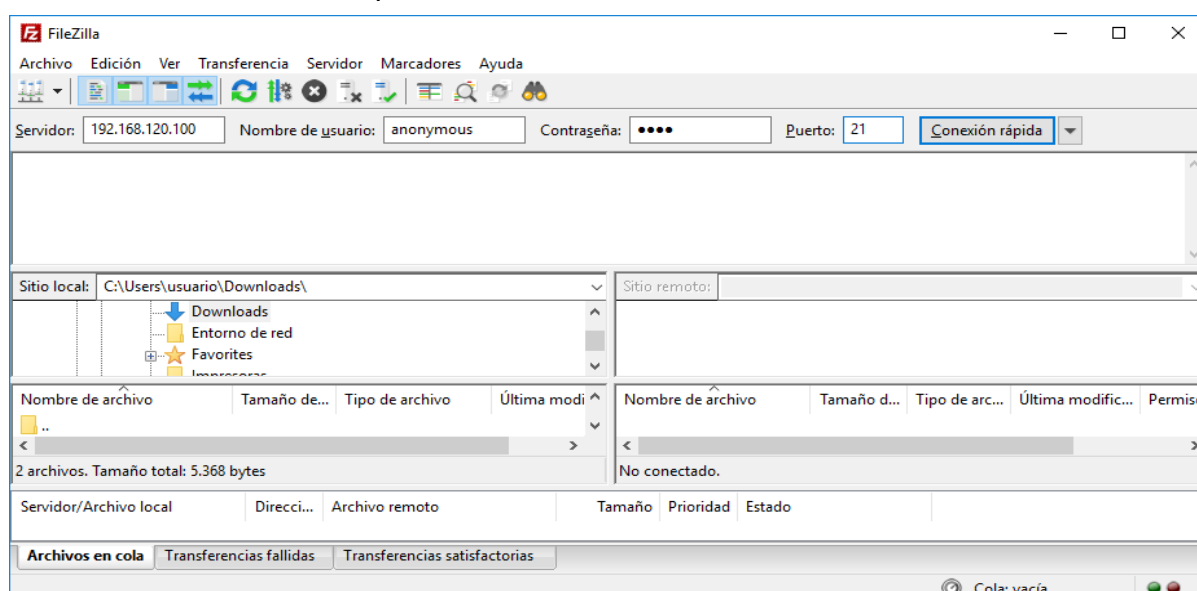 FileZilla
Archivo Edición Ver Transferencia Servidor Marcadores Ayuda
Servidor: 192.168.120.100 Nombre de usuario: anonymous Contraseña: ●●●● Puerto: 21 Conexión rápida
Sitio local: C:\Users\usuario\Downloads\ Sitio remoto:
Downloads
Entorno de red
Favorites
Impresoras
Nombre de archivo Tamaño de... Tipo de archivo Última modi Nombre de archivo Tamaño d... Tipo de arc... Última modific... Permiso
..
2 archivos. Tamaño total: 5.368 bytes No conectado.
Servidor/Archivo local Direcci... Archivo remoto Tamaño Prioridad Estado
Archivos en cola Transferencias fallidas Transferencias satisfactorias
Cola: vacía